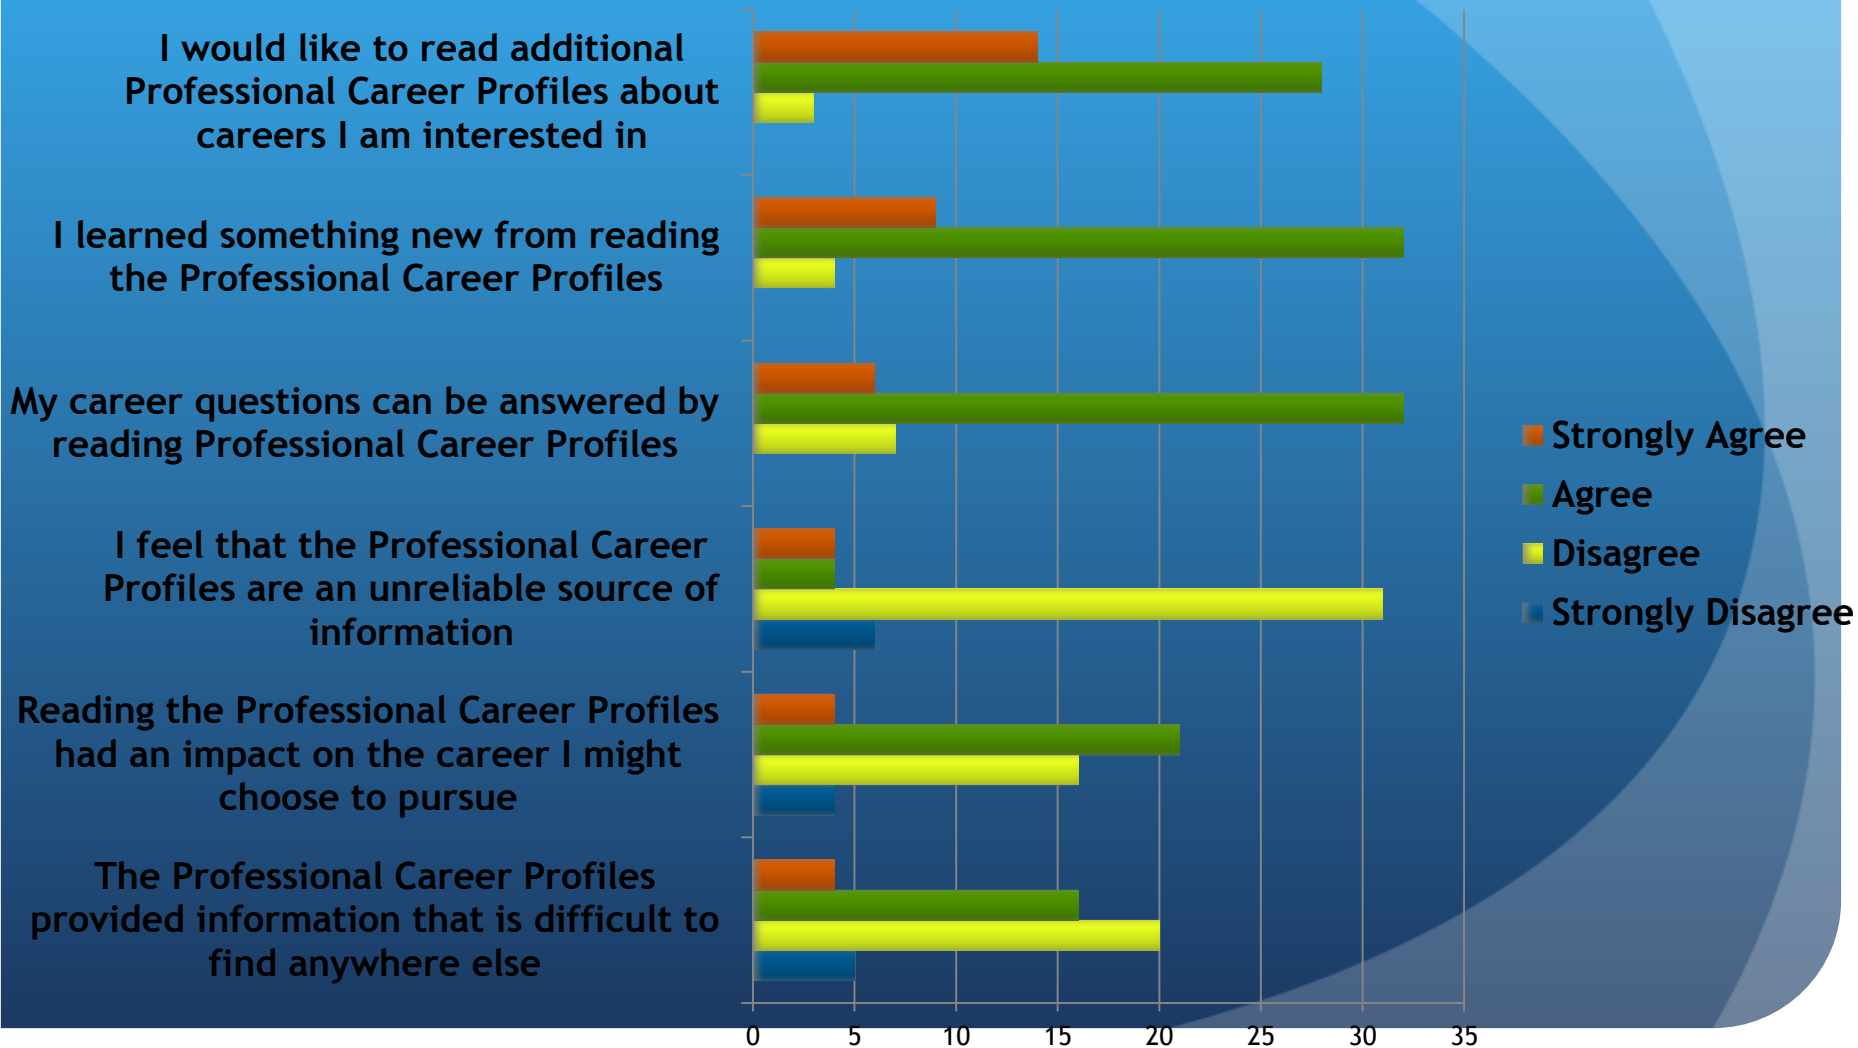 I would like to read additional
Professional Career Profiles about
careers I am interested in
I learned something new from reading
the Professional Career Profiles
My career questions can be answered by
reading Professional Career Profiles
I feel that the Professional Career
Profiles are an unreliable source of
information
Reading the Professional Career Profiles
had an impact on the career I might
choose to pursue
The Professional Career Profiles
provided information that is difficult to
find anywhere else
Strongly Agree
Agree
Disagree
Strongly Disagree
0 5 10 15 20 25 30 35